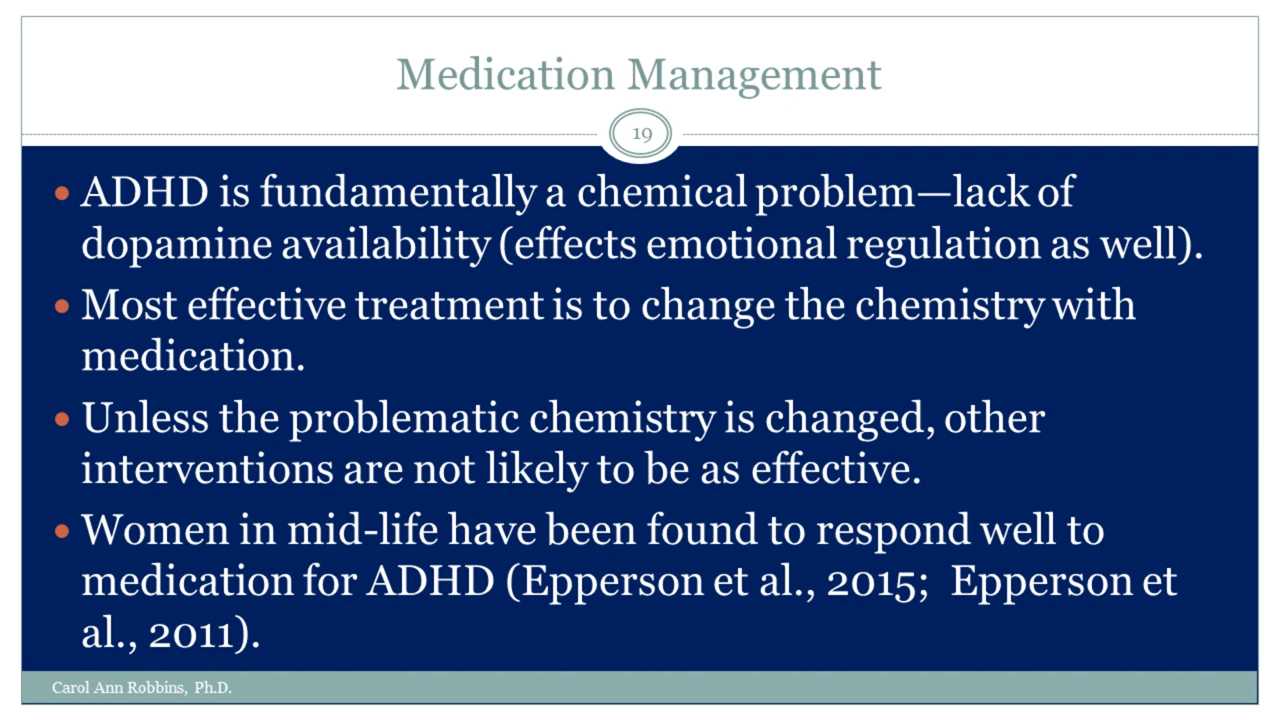 Medication Management
19
• ADHD is fundamentally a chemical problem—lack of
dopamine availability (effects emotional regulation as well).
• Most effective treatment is to change the chemistry with
medication.
• Unless the problematic chemistry is changed, other
interventions are not likely to be as effective.
• Women in mid-life have been found to respond well to
medication for ADHD (Epperson et al., 2015;  Epperson et
al., 2011).
Carol Ann Robbins, Ph.D.